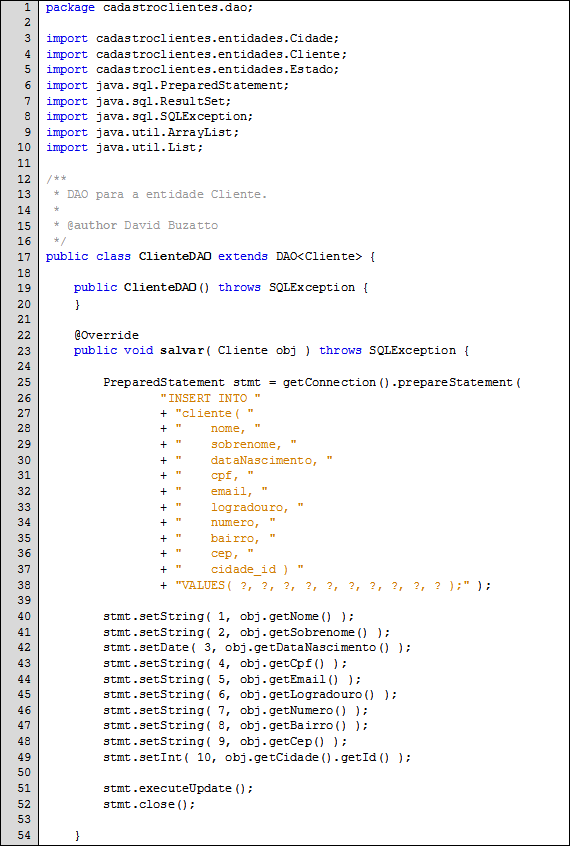 1 package cadastroclientes.dao;
2
3 import cadastroclientes.entidades.Cidade;
4 import cadastroclientes.entidades.Cliente;
5 import cadastroclientes.entidades.Estado;
6 import java.sql.PreparedStatement;
7 import java.sql.ResultSet;
8 import java.sql.SQLException;
9 import java.util.ArrayList;
10 import java.util.List;
11
12 /**
13  * DAO para a entidade Cliente.
14  *
15  * @author David Buzatto
16  */
17 public class ClienteDAO extends DAO<Cliente> {
18
19     public ClienteDAO() throws SQLException {
20     }
21
22     @Override
23     public void salvar( Cliente obj ) throws SQLException {
24
25         PreparedStatement stmt = getConnection().prepareStatement(
26                 "INSERT INTO "
27                 + "cliente( "
28                 + "    nome, "
29                 + "    sobrenome, "
30                 + "    dataNascimento, "
31                 + "    cpf, "
32                 + "    email, "
33                 + "    logradouro, "
34                 + "    numero, "
35                 + "    bairro, "
36                 + "    cep, "
37                 + "    cidade_id ) "
38                 + "VALUES( ?, ?, ?, ?, ?, ?, ?, ?, ?, ? );" );
39
40         stmt.setString( 1, obj.getNome() );
41         stmt.setString( 2, obj.getSobrenome() );
42         stmt.setDate( 3, obj.getDataNascimento() );
43         stmt.setString( 4, obj.getCpf() );
44         stmt.setString( 5, obj.getEmail() );
45         stmt.setString( 6, obj.getLogradouro() );
46         stmt.setString( 7, obj.getNumero() );
47         stmt.setString( 8, obj.getBairro() );
48         stmt.setString( 9, obj.getCep() );
49         stmt.setInt( 10, obj.getCidade().getId() );
50
51         stmt.executeUpdate();
52         stmt.close();
53
54     }